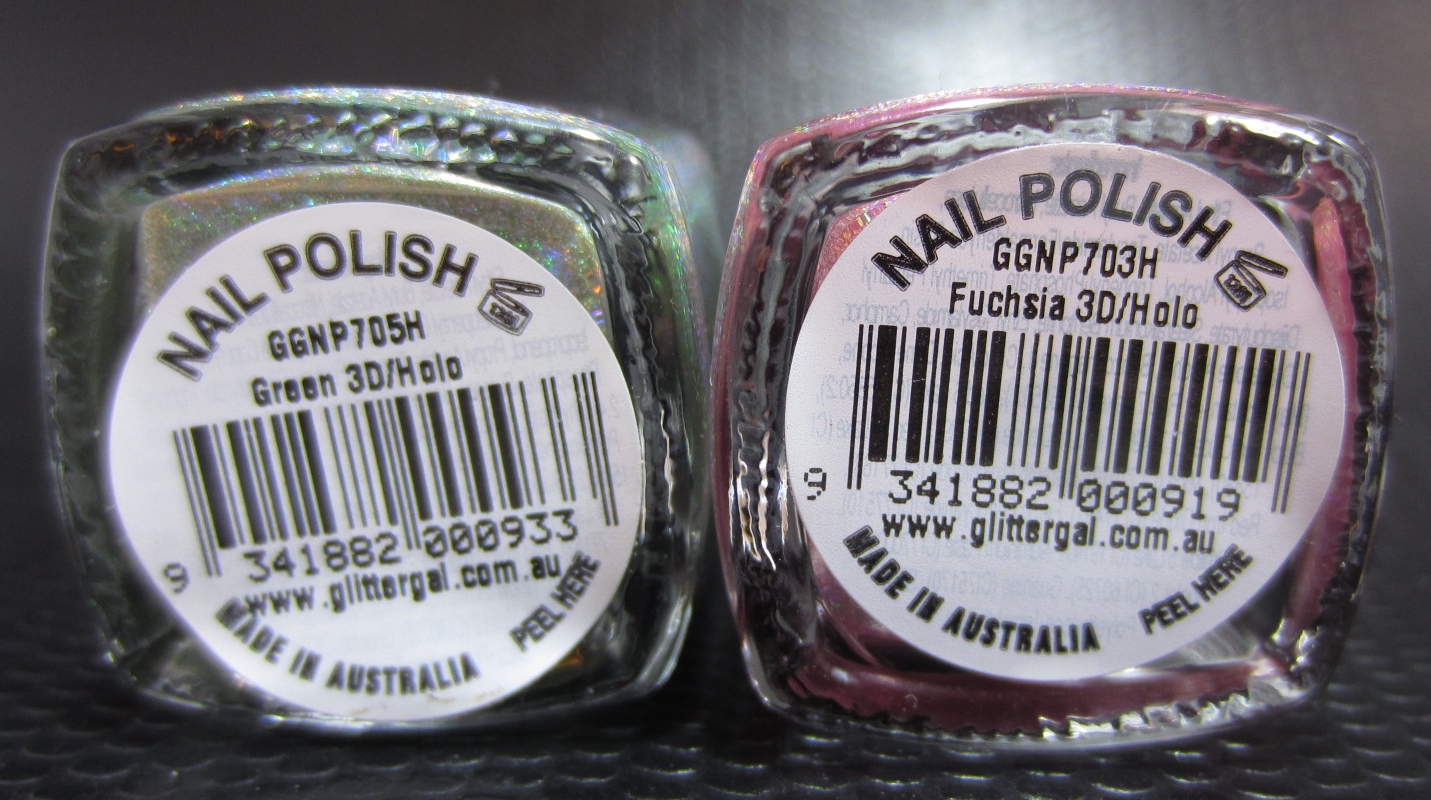 NAIL POLISH
GGNP705H
Green 3D/Holo
9 341882 000933
www.glittergal.com.au
MADE IN AUSTRALIA
PEEL HERE
NAIL POLISH
GGNP703H
Fuchsia 3D/Holo
9 341882 000919
www.glittergal.com.au
MADE IN AUSTRALIA
PEEL HERE